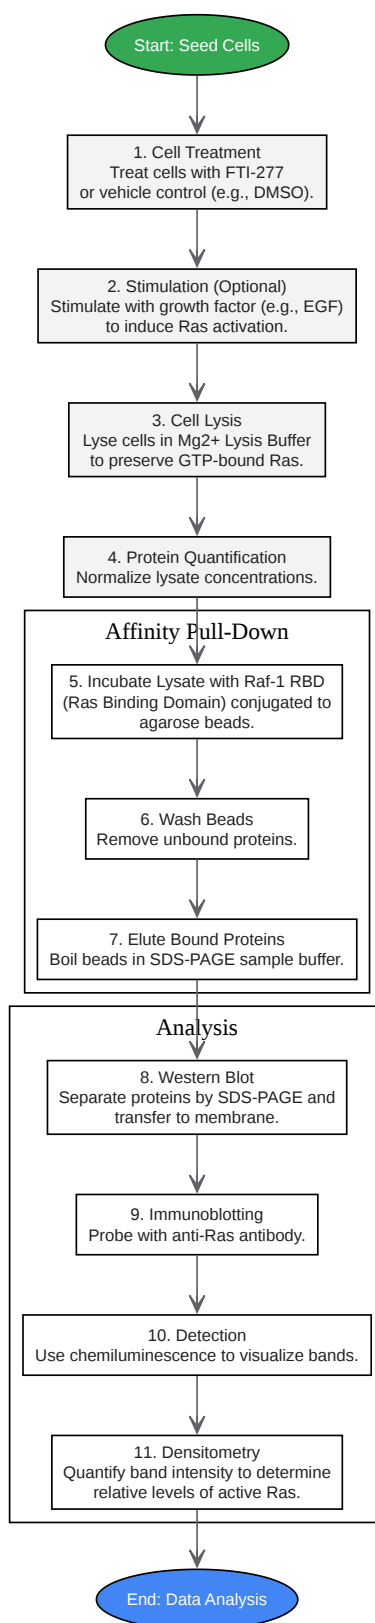 Start: Seed Cells
1. Cell Treatment
Treat cells with FTI-277
or vehicle control (e.g., DMSO).
2. Stimulation (Optional)
Stimulate with growth factor (e.g., EGF)
to induce Ras activation.
3. Cell Lysis
Lyse cells in Mg2+ Lysis Buffer
to preserve GTP-bound Ras.
4. Protein Quantification
Normalize lysate concentrations.
Affinity Pull-Down
5. Incubate Lysate with Raf-1 RBD
(Ras Binding Domain) conjugated to
agarose beads.
6. Wash Beads
Remove unbound proteins.
7. Elute Bound Proteins
Boil beads in SDS-PAGE sample buffer.
Analysis
8. Western Blot
Separate proteins by SDS-PAGE and
transfer to membrane.
9. Immunoblotting
Probe with anti-Ras antibody.
10. Detection
Use chemiluminescence to visualize bands.
11. Densitometry
Quantify band intensity to determine
relative levels of active Ras.
End: Data Analysis